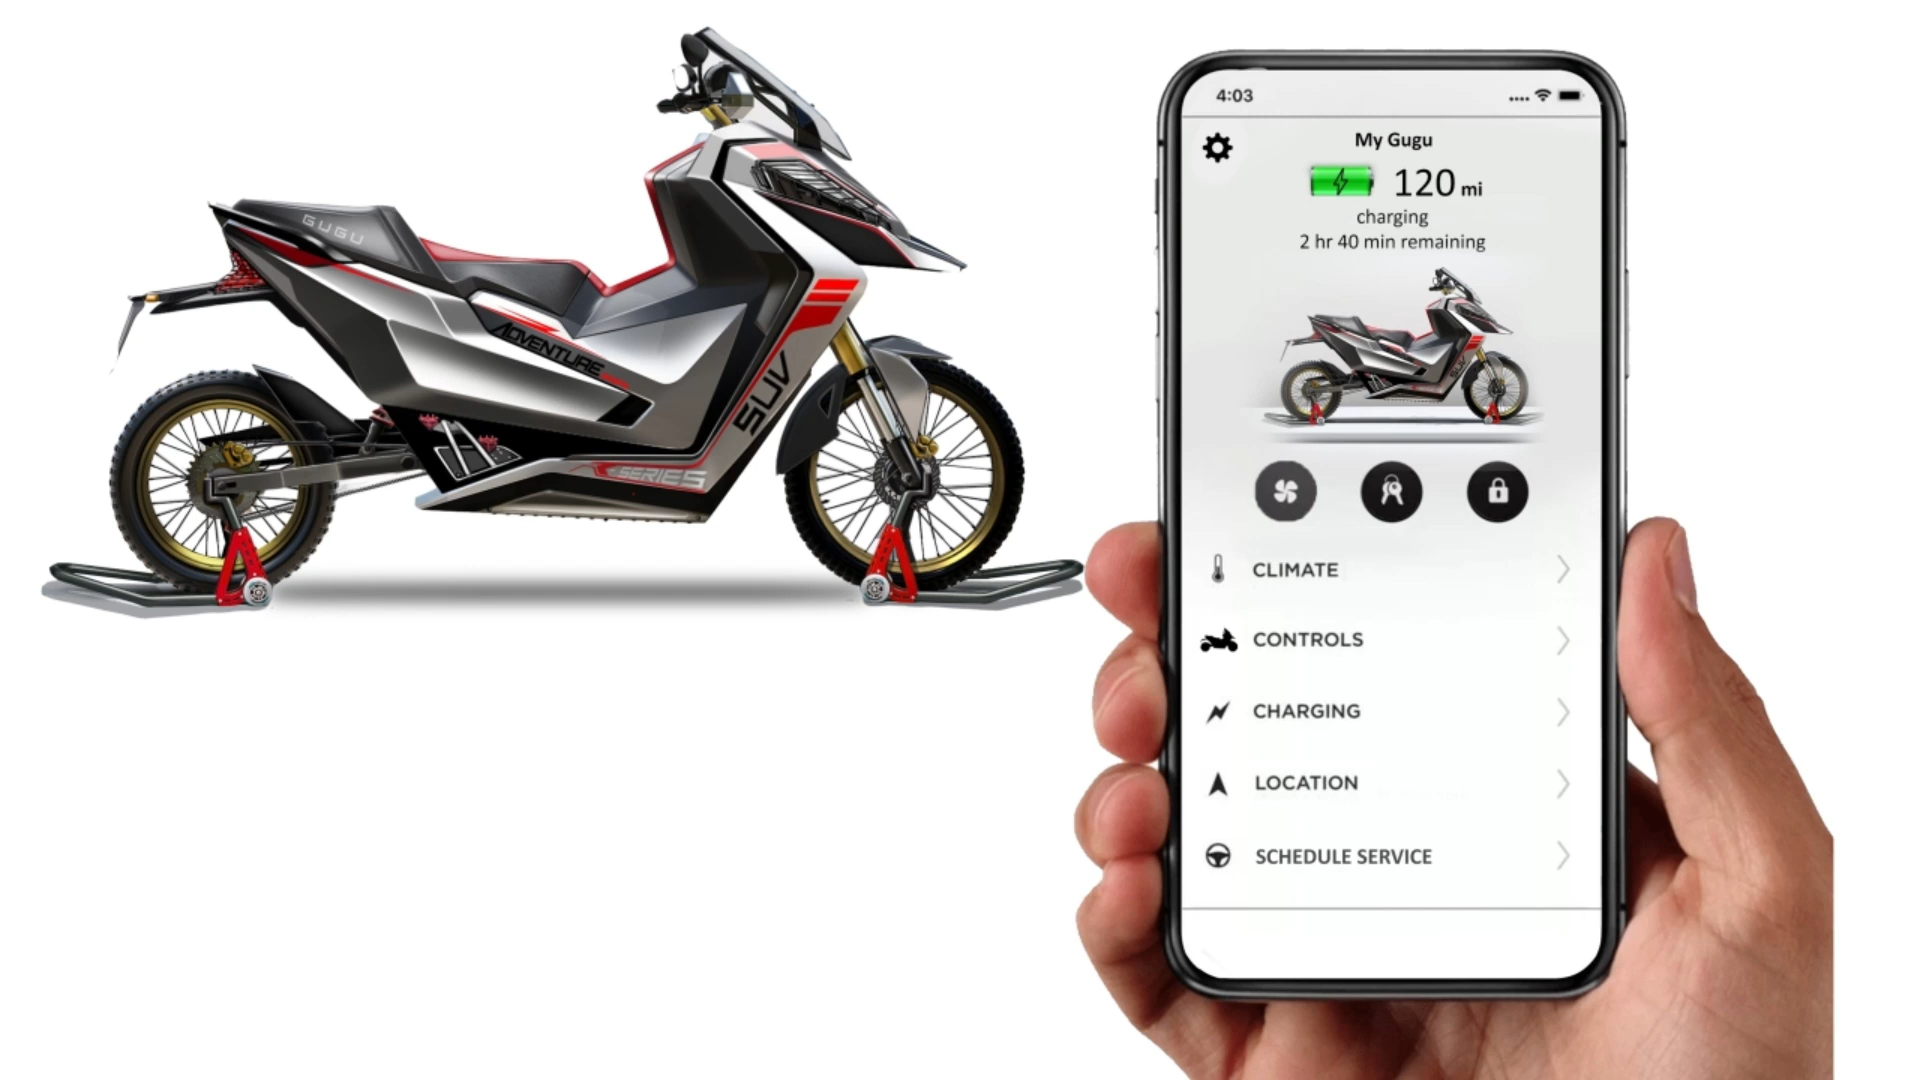 GUGU
ADVENTURE
SUV
E-SERIES
4:03
My Gugu
120 mi
charging
2 hr 40 min remaining
SUV
CLIMATE
CONTROLS
CHARGING
LOCATION
SCHEDULE SERVICE